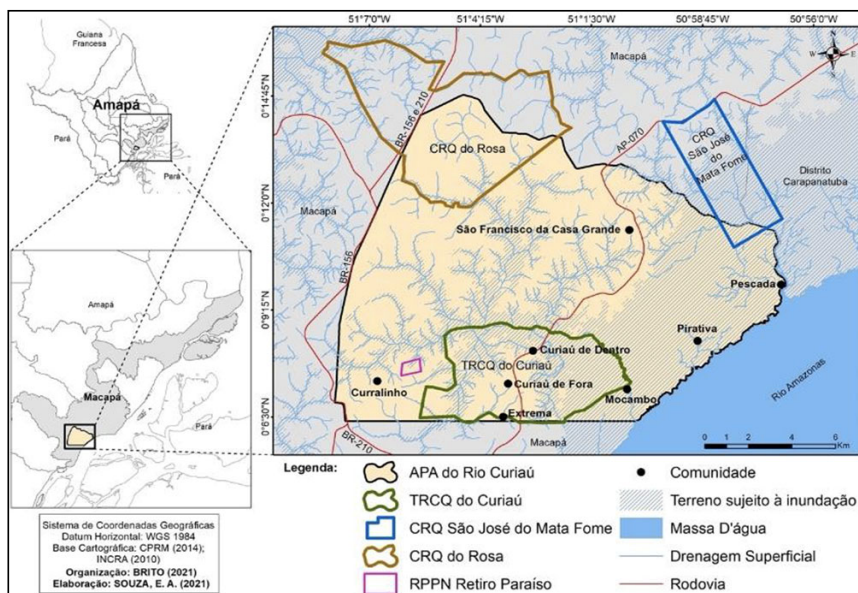 Guiana
Francesa
Amapá
Pará
Pará
Amapá
Macapá
Pará
Sistema de Coordenadas Geográficas
Datum Horizontal: WGS 1984
Base Cartográfica: CPRM (2014);
INCRA (2010)
Organização: BRITO (2021)
Elaboração: SOUZA, E. A. (2021)
51°7'0"W
51°4'15"W
51°1'30"W
50°58'45"W
50°56'0"W
0°14'45"N
0°12'0"N
0°9'15"N
0°6'30"N
Macapá
Macapá
N
W
E
S
BR-156 e 210
CRQ do Rosa
AP-070
CRQ
São José
do
Mata Fome
Distrito
Carapanatuba
Macapá
São Francisco da Casa Grande
BR-156
Pescada
Pirativa
Curiaú de Dentro
TRCQ do Curiaú
Curralinho
Curiaú de Fora
Mocambo
Extrema
Rio Amazonas
BR-210
Macapá
0
2
4
6
Km
Legenda:
APA do Rio Curiaú
TRCQ do Curiaú
CRQ São José do Mata Fome
CRQ do Rosa
RPPN Retiro Paraíso
Comunidade
Terreno sujeito à inundação
Massa D'água
Drenagem Superficial
Rodovia